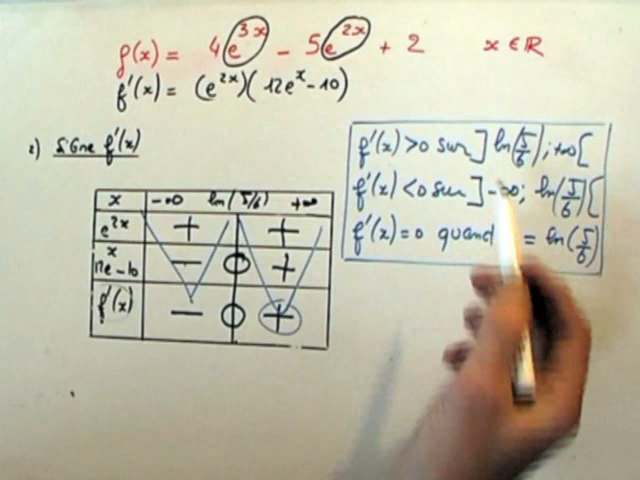 f(x) = 4e^{3x} - 5e^{2x} + 2 x ∈ ℝ
f'(x) = (e^{2x})(12e^x - 10)
2) signe f'(x)
x -∞ ln(5/6) +∞
e^{2x} + +
12e^x - 10 - 0 +
f'(x) - 0 +
f'(x) > 0 sur ]ln(5/6); +∞[
f'(x) < 0 sur ]-∞; ln(5/6)[
f'(x) = 0 quand = ln(5/6)